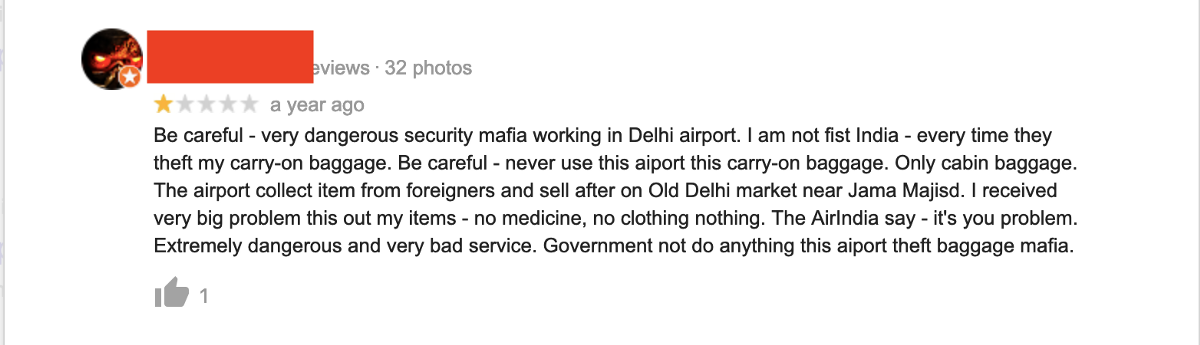 eviews · 32 photos
a year ago
Be careful - very dangerous security mafia working in Delhi airport. I am not fist India - every time they
theft my carry-on baggage. Be careful - never use this aiport this carry-on baggage. Only cabin baggage.
The airport collect item from foreigners and sell after on Old Delhi market near Jama Majisd. I received
very big problem this out my items - no medicine, no clothing nothing. The AirIndia say - it's you problem.
Extremely dangerous and very bad service. Government not do anything this aiport theft baggage mafia.
1